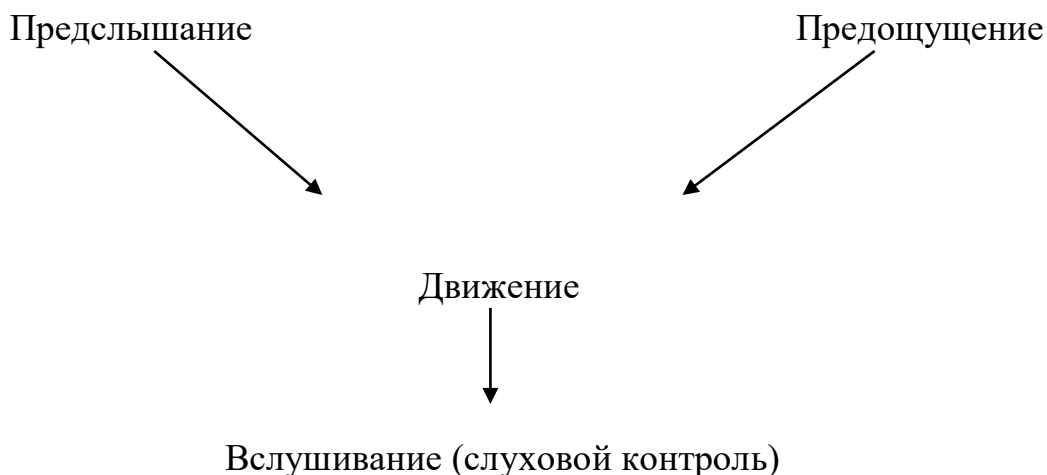 Предслышание Предощущение
Движение
Вслушивание (слуховой контроль)